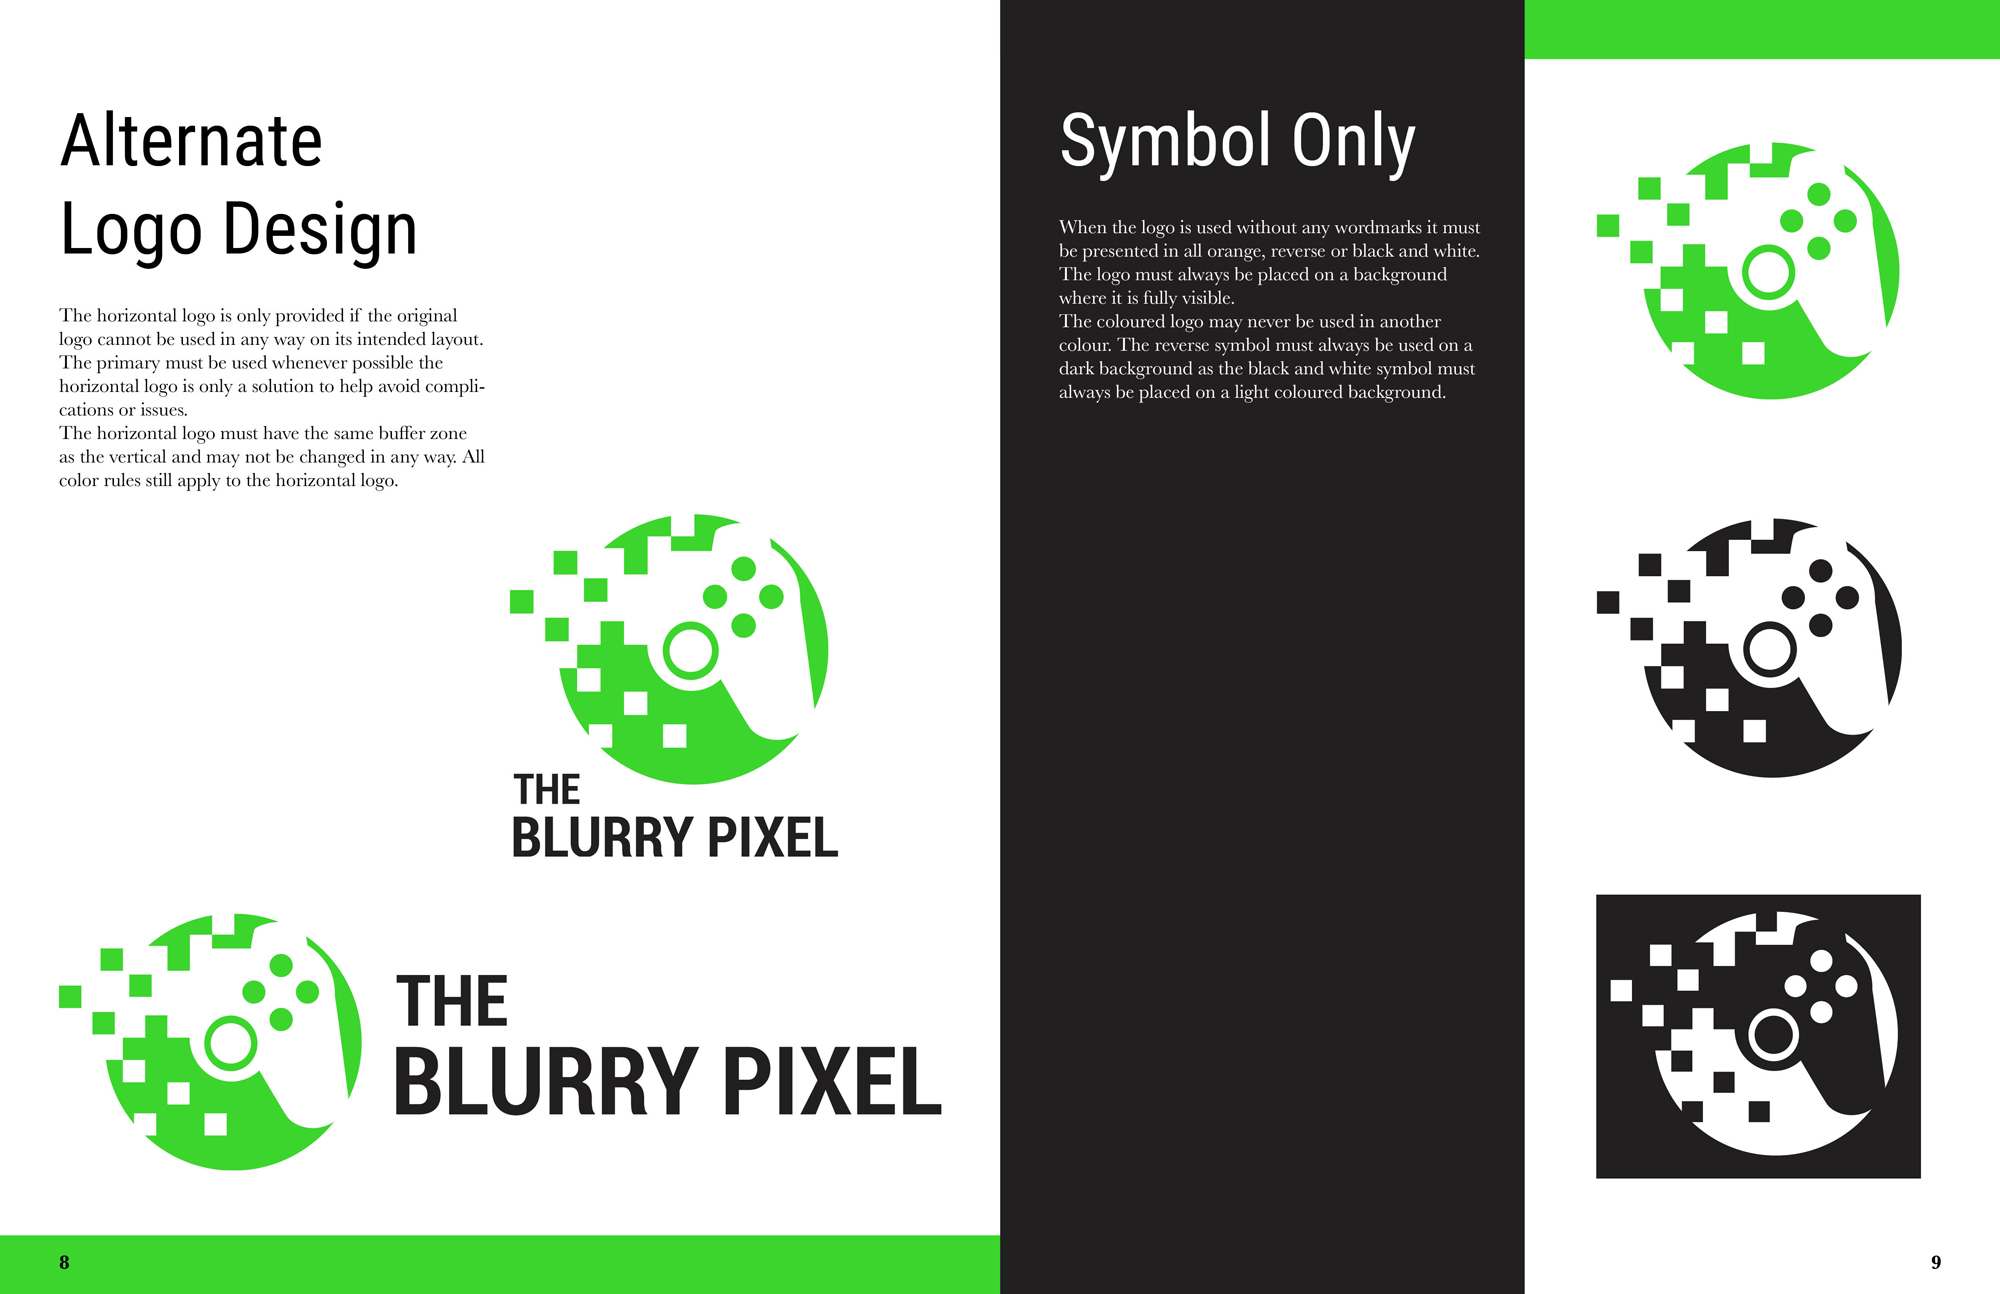 Alternate
Logo Design
The horizontal logo is only provided if the original
logo cannot be used in any way on its intended layout.
The primary must be used whenever possible the
horizontal logo is only a solution to help avoid compli-
cations or issues.
The horizontal logo must have the same buffer zone
as the vertical and may not be changed in any way. All
color rules still apply to the horizontal logo.
THE
BLURRY PIXEL
THE
BLURRY PIXEL
8
Symbol Only
When the logo is used without any wordmarks it must
be presented in all orange, reverse or black and white.
The logo must always be placed on a background
where it is fully visible.
The coloured logo may never be used in another
colour. The reverse symbol must always be used on a
dark background as the black and white symbol must
always be placed on a light coloured background.
9